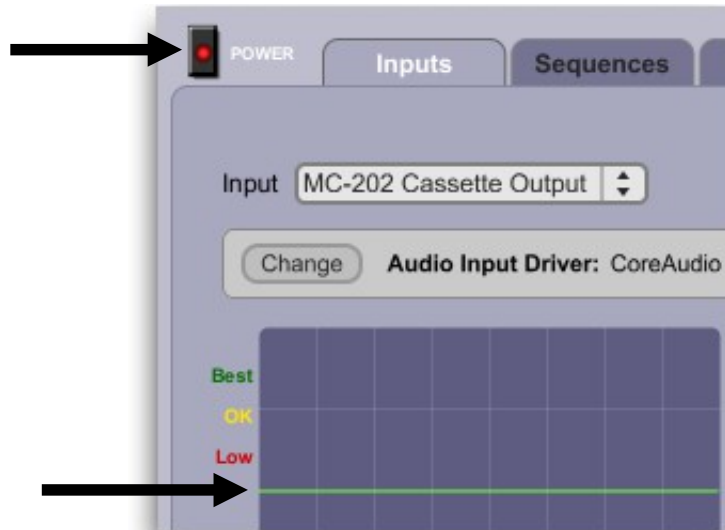 POWER Inputs Sequences
Input MC-202 Cassette Output
Change Audio Input Driver: CoreAudio
Best
OK
Low